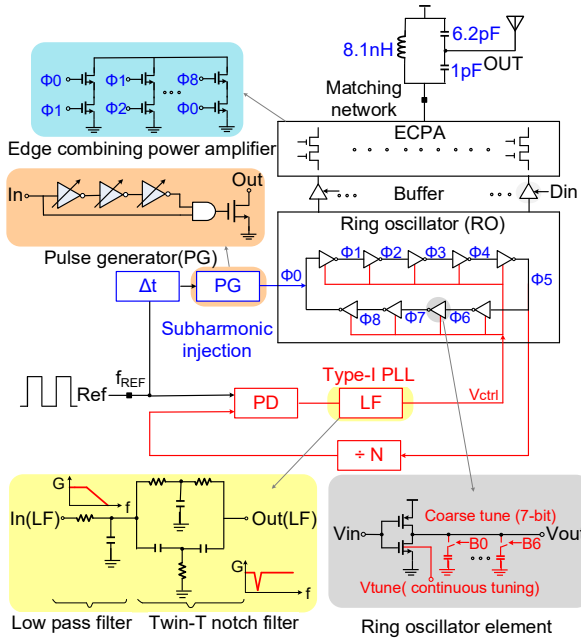 6.2pF
8.1nH
1pF
OUT
Matching
network
Φ0 Φ1 Φ8
Φ1 Φ2 Φ0
Edge combining power amplifier
ECPA
Buffer
Din
In
Out
Pulse generator(PG)
Ring oscillator (RO)
Φ1 Φ2 Φ3 Φ4
Φ0
Φ5
Φ8 Φ7 Φ6
Δt
PG
Subharmonic
injection
Type-I PLL
Ref
fREF
PD
LF
Vctrl
÷ N
G
f
In(LF)
Out(LF)
G
f
Low pass filter
Twin-T notch filter
Coarse tune (7-bit)
Vin
Vout
B0
B6
Vtune( continuous tuning)
Ring oscillator element